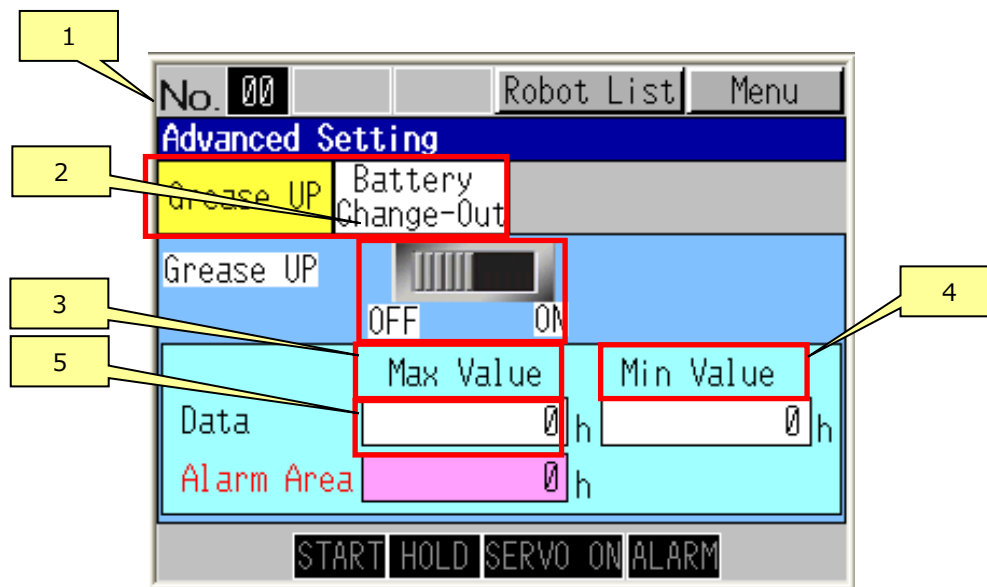 1
No. 00 Robot List Menu
Advanced Setting
2
Grease UP Battery
Change-Out
Grease UP
OFF ON
3
4
5
Max Value Min Value
Data 0 h 0 h
Alarm Area 0 h
START HOLD SERVO ON ALARM